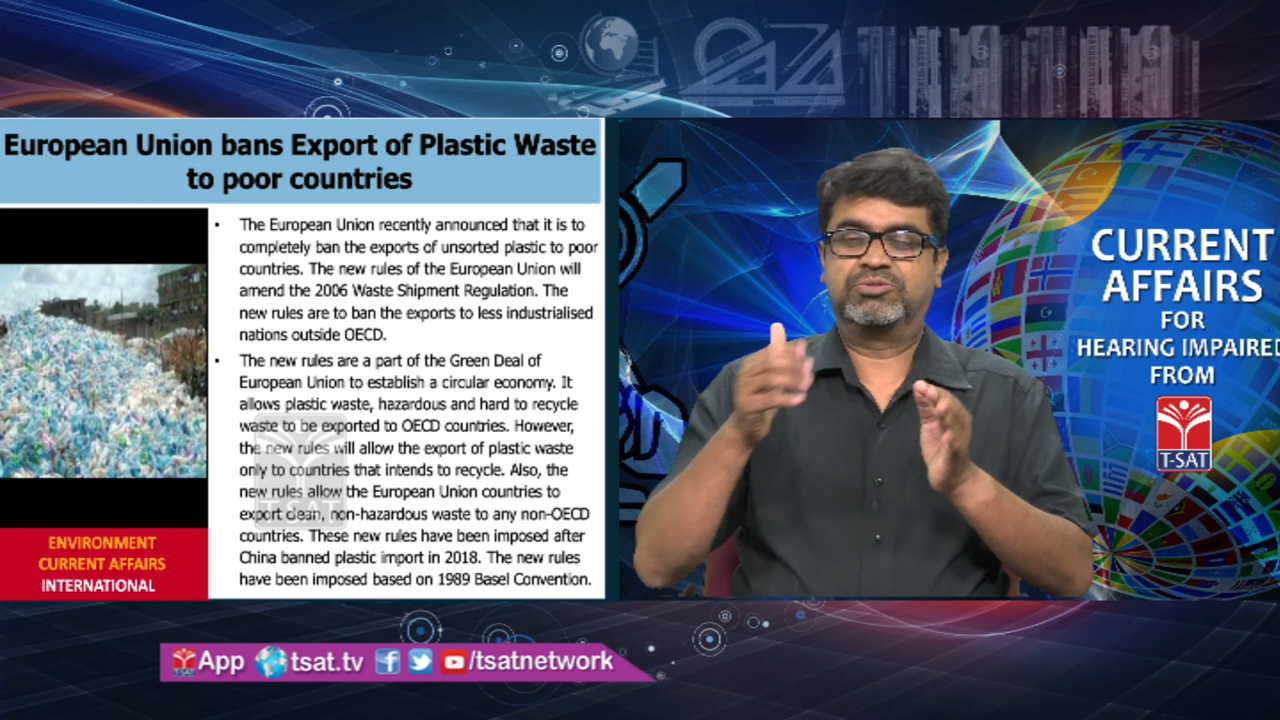 European Union bans Export of Plastic Waste
to poor countries
• The European Union recently announced that it is to
completely ban the exports of unsorted plastic to poor
countries. The new rules of the European Union will
amend the 2006 Waste Shipment Regulation. The
new rules are to ban the exports to less industrialised
nations outside OECD.
• The new rules are a part of the Green Deal of
European Union to establish a circular economy. It
allows plastic waste, hazardous and hard to recycle
waste to be exported to OECD countries. However,
the new rules will allow the export of plastic waste
only to countries that intends to recycle. Also, the
new rules allow the European Union countries to
export clean, non-hazardous waste to any non-OECD
countries. These new rules have been imposed after
China banned plastic import in 2018. The new rules
have been imposed based on 1989 Basel Convention.
T-SAT
ENVIRONMENT
CURRENT AFFAIRS
INTERNATIONAL
CURRENT
AFFAIRS
FOR
HEARING IMPAIRED
FROM
T-SAT
App tsat.tv /tsatnetwork